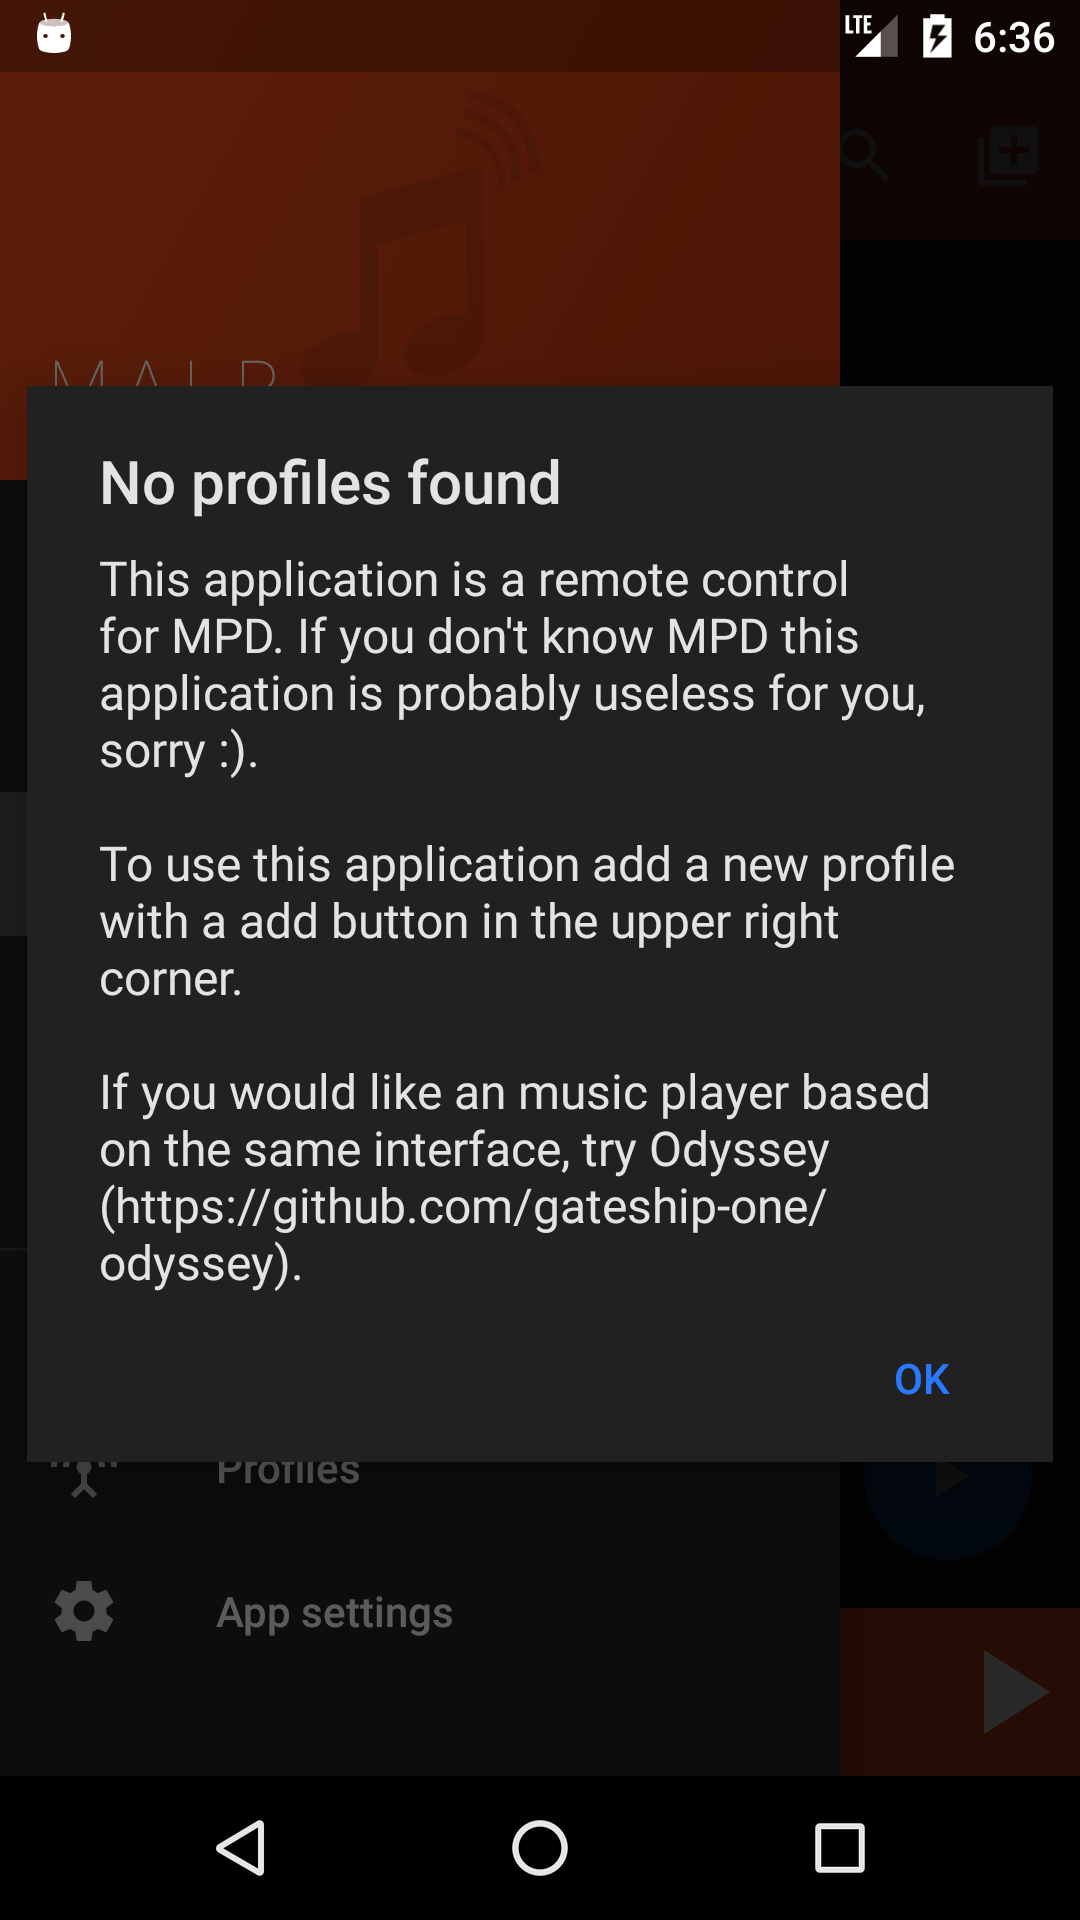 LTE 6:36
MALP
No profiles found
This application is a remote control
for MPD. If you don't know MPD this
application is probably useless for you,
sorry :).
To use this application add a new profile
with a add button in the upper right
corner.
If you would like an music player based
on the same interface, try Odyssey
(https://github.com/gateship-one/
odyssey).
OK
Profiles
App settings